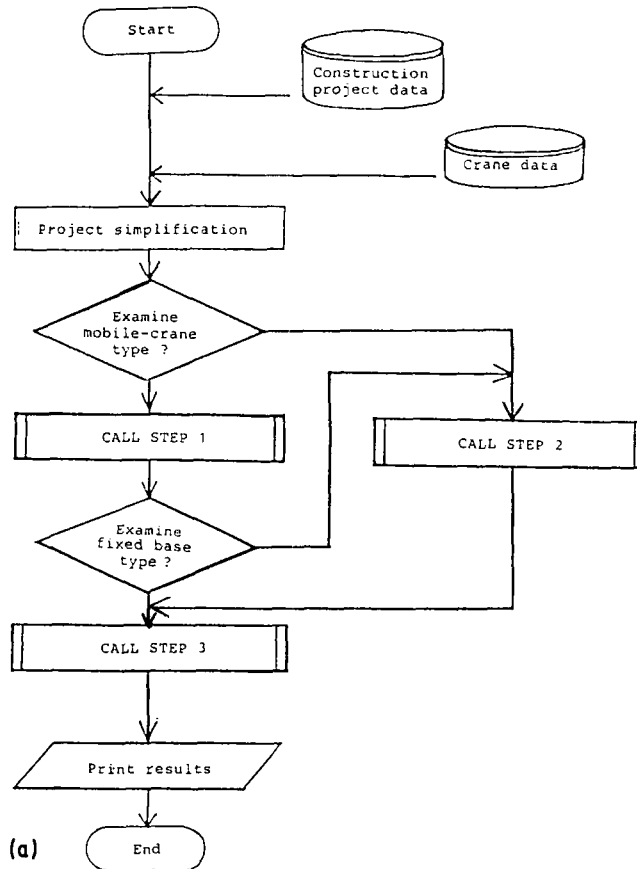 Start
Construction
project data
Crane data
Project simplification
Examine
mobile-crane
type ?
CALL STEP 1
CALL STEP 2
Examine
fixed base
type ?
CALL STEP 3
Print results
(a)
End